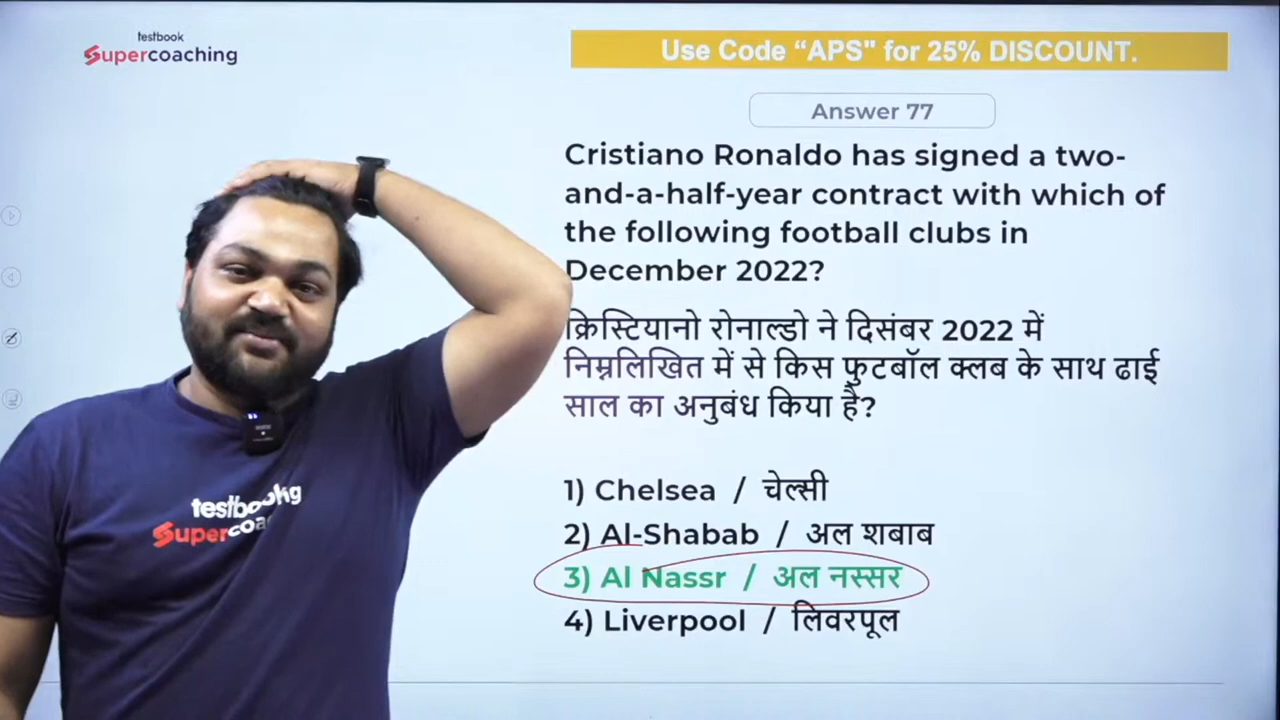 testbook
Supercoaching
Use Code “APS" for 25% DISCOUNT.
Answer 77
Cristiano Ronaldo has signed a two-
and-a-half-year contract with which of
the following football clubs in
December 2022?
क्रिस्टियानो रोनाल्डो ने दिसंबर 2022 में
निम्नलिखित में से किस फुटबॉल क्लब के साथ ढाई
साल का अनुबंध किया है?
1) Chelsea / चेल्सी
2) Al-Shabab / अल शबाब
3) Al Nassr / अल नस्सर
4) Liverpool / लिवरपूल